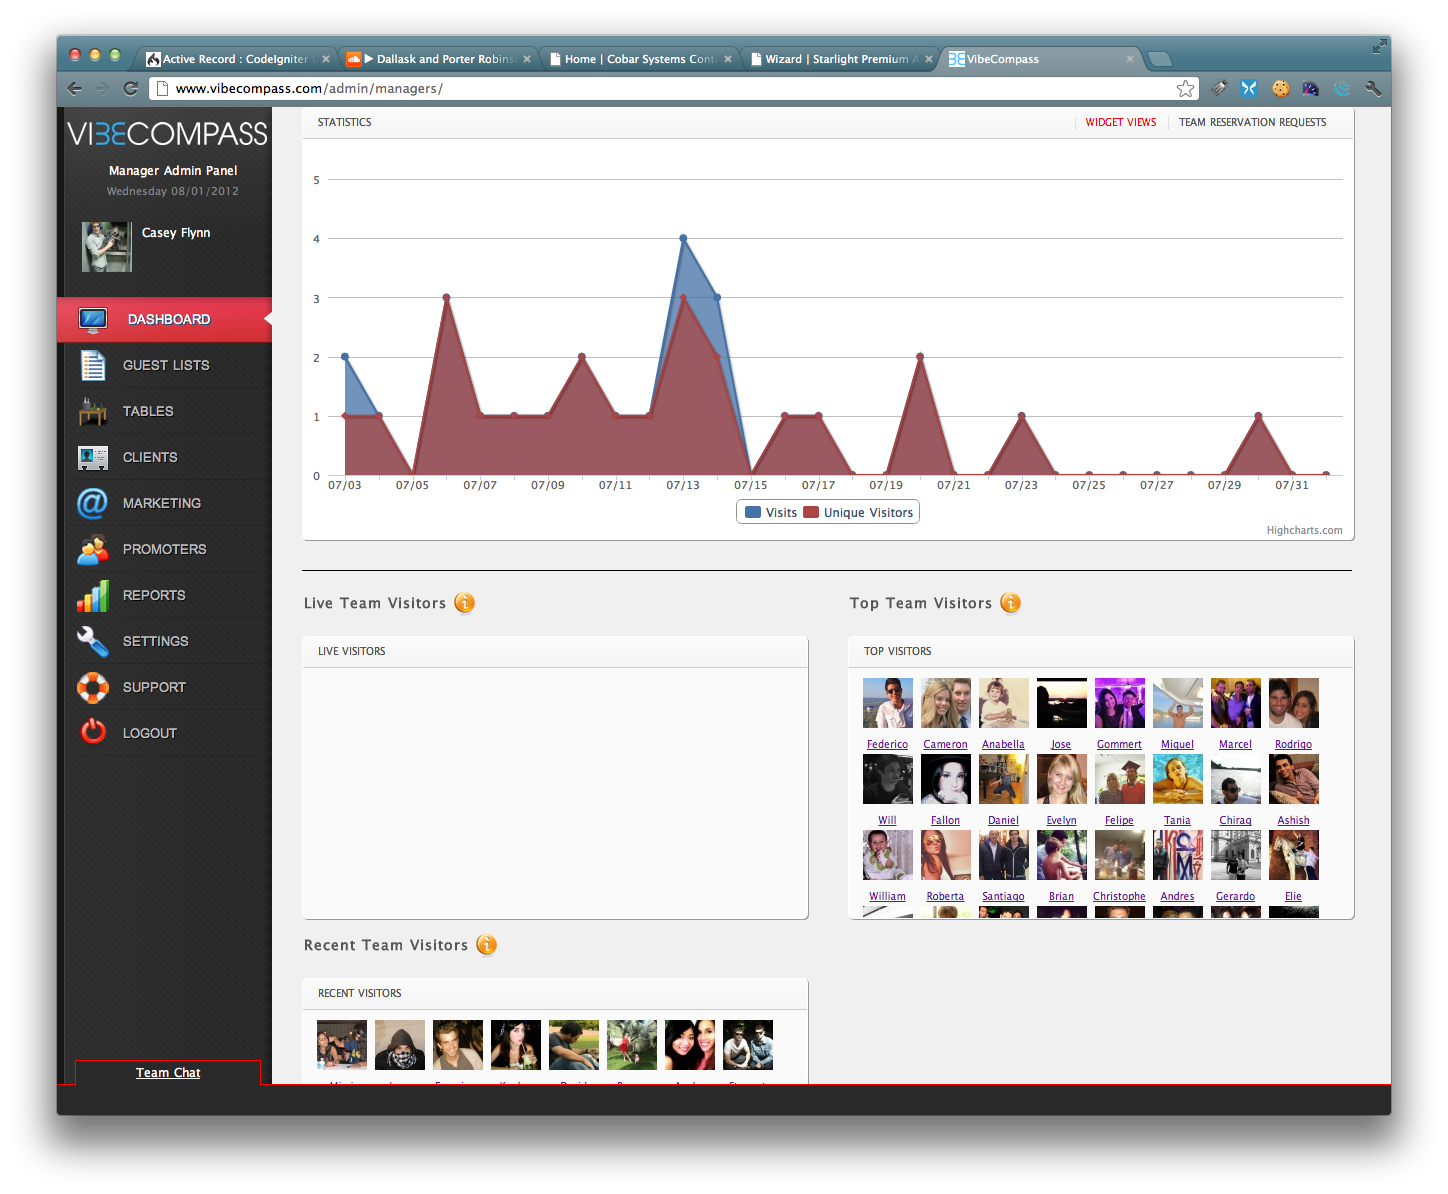 Active Record : CodeIgniter
Dallask and Porter Robins
Home | Cobar Systems Cont
Wizard | Starlight Premium A
VibeCompass
www.vibecompass.com/admin/managers/
VIBECOMPASS
Manager Admin Panel
Wednesday 08/01/2012
Casey Flynn
DASHBOARD
GUEST LISTS
TABLES
CLIENTS
MARKETING
PROMOTERS
REPORTS
SETTINGS
SUPPORT
LOGOUT
Team Chat
STATISTICS
WIDGET VIEWS
TEAM RESERVATION REQUESTS
5
4
3
2
1
0
07/03 07/05 07/07 07/09 07/11 07/13 07/15 07/17 07/19 07/21 07/23 07/25 07/27 07/29 07/31
Visits Unique Visitors
Highcharts.com
Live Team Visitors
LIVE VISITORS
Top Team Visitors
TOP VISITORS
Federico Cameron Anabella Jose Gommert Miguel Marcel Rodrigo
Will Fallon Daniel Evelyn Felipe Tania Chirag Ashish
William Roberta Santiago Brian Christophe Andres Gerardo Elie
Recent Team Visitors
RECENT VISITORS